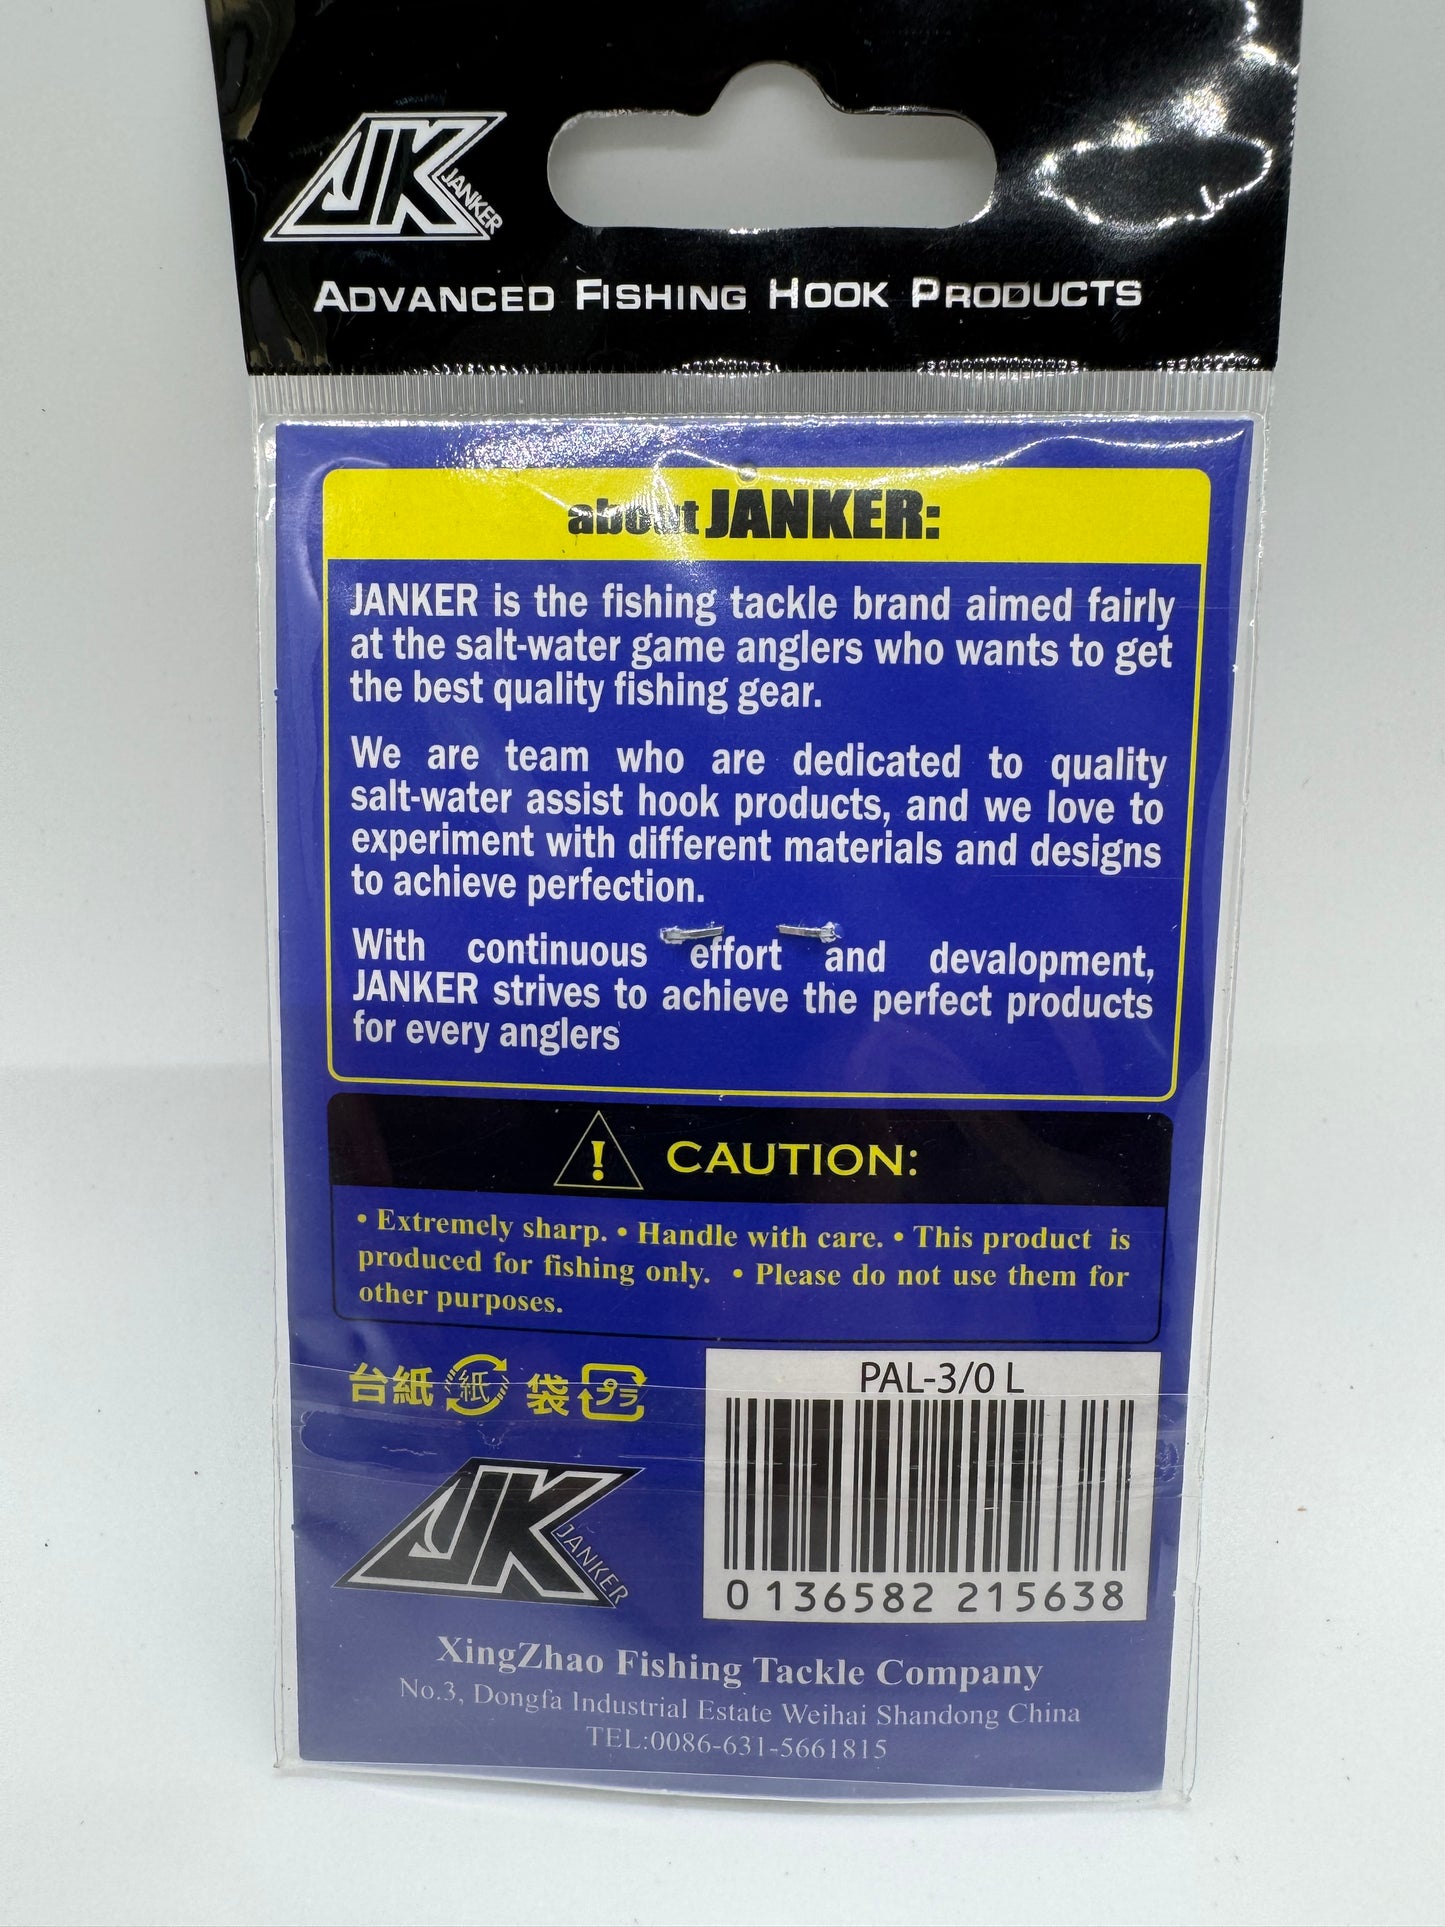 JK JANKER
ADVANCED FISHING HOOK PRODUCTS
about JANKER:
JANKER is the fishing tackle brand aimed fairly
at the salt-water game anglers who wants to get
the best quality fishing gear.
We are team who are dedicated to quality
salt-water assist hook products, and we love to
experiment with different materials and designs
to achieve perfection.
With continuous effort and devalopment,
JANKER strives to achieve the perfect products
for every anglers
! CAUTION:
• Extremely sharp. • Handle with care. • This product is
produced for fishing only. • Please do not use them for
other purposes.
台紙 紙 袋 プラ
PAL-3/0 L
0 136582 215638
JK JANKER
XingZhao Fishing Tackle Company
No.3, Dongfa Industrial Estate Weihai Shandong China
TEL:0086-631-5661815